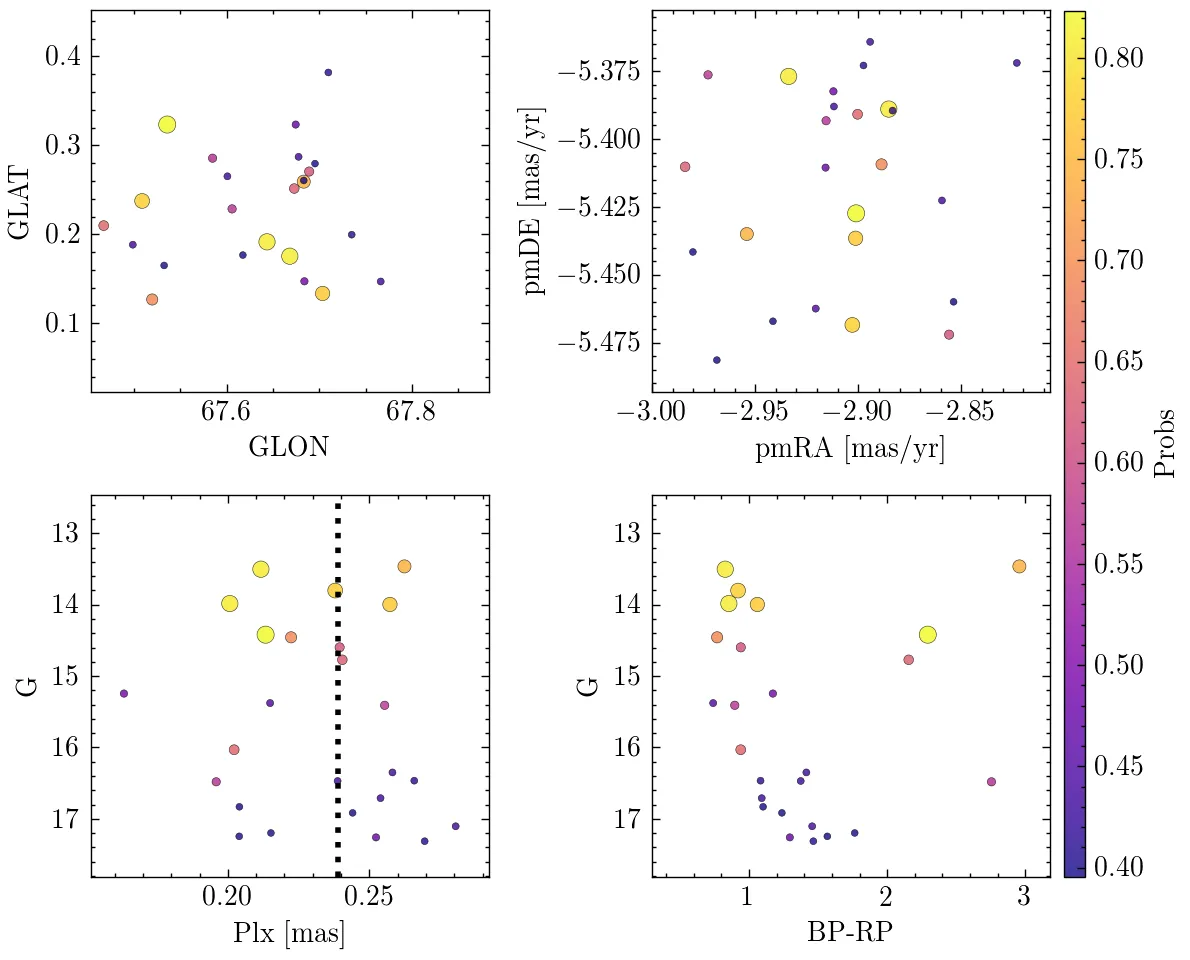 0.4
0.3
0.2
0.1
GLAT
67.6 67.8
GLON
−5.375
−5.400
−5.425
−5.450
−5.475
pmDE [mas/yr]
−3.00 −2.95 −2.90 −2.85
pmRA [mas/yr]
13
14
15
16
17
G
0.20 0.25
Plx [mas]
13
14
15
16
17
G
1 2 3
BP-RP
0.80
0.75
0.70
0.65
0.60
0.55
0.50
0.45
0.40
Probs